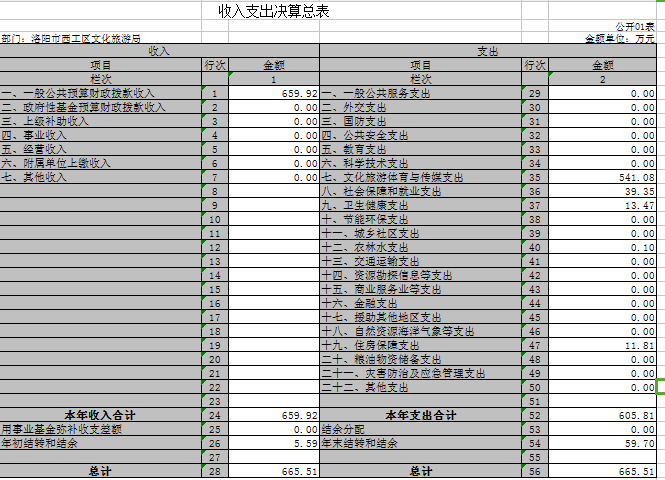 收入支出决算总表
公开01表
部门：洛阳市西工区文化旅游局 金额单位：万元
收入 支出
项目 行次 金额 项目 行次 金额
栏次 1 栏次 2
一、一般公共预算财政拨款收入 1 659.92 一、一般公共服务支出 29 0.00
二、政府性基金预算财政拨款收入 2 0.00 二、外交支出 30 0.00
三、上级补助收入 3 0.00 三、国防支出 31 0.00
四、事业收入 4 0.00 四、公共安全支出 32 0.00
五、经营收入 5 0.00 五、教育支出 33 0.00
六、附属单位上缴收入 6 0.00 六、科学技术支出 34 0.00
七、其他收入 7 0.00 七、文化旅游体育与传媒支出 35 541.08
8 八、社会保障和就业支出 36 39.35
9 九、卫生健康支出 37 13.47
10 十、节能环保支出 38 0.00
11 十一、城乡社区支出 39 0.00
12 十二、农林水支出 40 0.10
13 十三、交通运输支出 41 0.00
14 十四、资源勘探信息等支出 42 0.00
15 十五、商业服务业等支出 43 0.00
16 十六、金融支出 44 0.00
17 十七、援助其他地区支出 45 0.00
18 十八、自然资源海洋气象等支出 46 0.00
19 十九、住房保障支出 47 11.81
20 二十、粮油物资储备支出 48 0.00
21 二十一、灾害防治及应急管理支出 49 0.00
22 二十二、其他支出 50 0.00
23 51
本年收入合计 24 659.92 本年支出合计 52 605.81
用事业基金弥补收支差额 25 0.00 结余分配 53 0.00
年初结转和结余 26 5.59 年末结转和结余 54 59.70
27 55
总计 28 665.51 总计 56 665.51